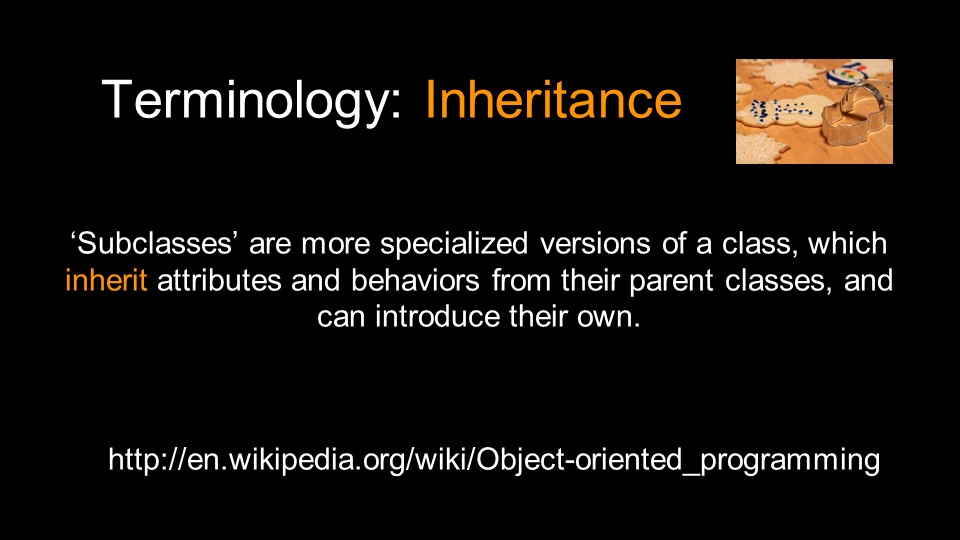 Terminology: Inheritance
‘Subclasses’ are more specialized versions of a class, which
inherit attributes and behaviors from their parent classes, and
can introduce their own.
http://en.wikipedia.org/wiki/Object-oriented_programming